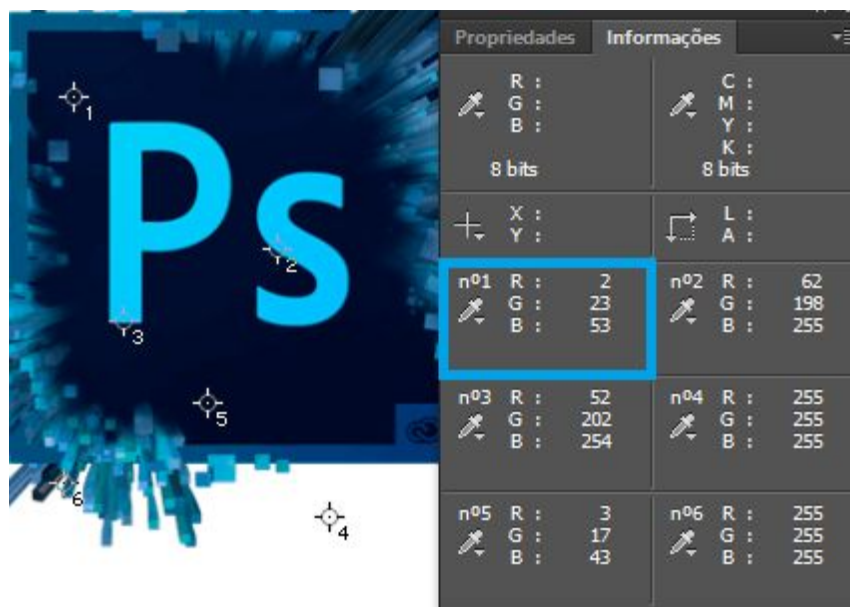 Ps
1
2
3
5
6
4
Propriedades Informações
R :
G :
B :
8 bits
C :
M :
Y :
K :
8 bits
X :
Y :
L :
A :
nº1 R : 2
G : 23
B : 53
nº2 R : 62
G : 198
B : 255
nº3 R : 52
G : 202
B : 254
nº4 R : 255
G : 255
B : 255
nº5 R : 3
G : 17
B : 43
nº6 R : 255
G : 255
B : 255